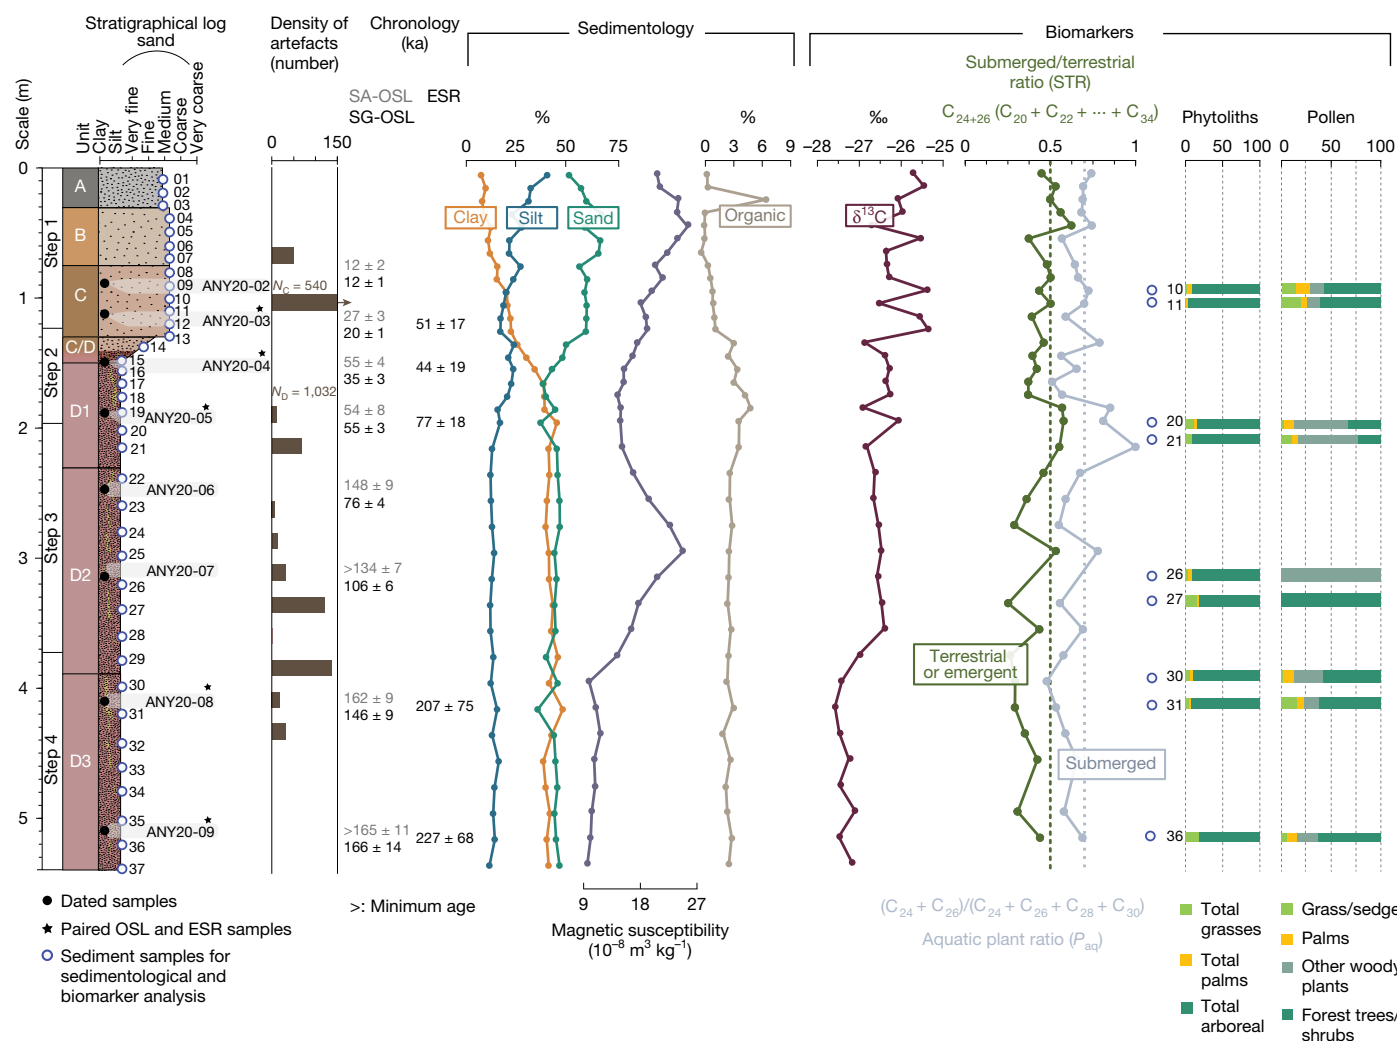 Stratigraphical log
sand
Density of
artefacts
(number)
Chronology
(ka)
Sedimentology
Biomarkers
Submerged/terrestrial
ratio (STR)
C24+26 (C20 + C22 + ··· + C34)
SA-OSL ESR
SG-OSL
Scale (m)
Unit
Clay
Silt
Very fine
Fine
Medium
Coarse
Very coarse
% % ‰
Phytoliths Pollen
0 150
0 25 50 75
0 3 6 9
–28 –27 –26 –25
0 0.5 1
0 50 100
0 50 100
0
1
2
3
4
5
Step 1
Step 2
Step 3
Step 4
A
B
C
C/D
D1
D2
D3
01
02
03
04
05
06
07
08
09
10
11
12
13
14
15
16
17
18
19
20
21
22
23
24
25
26
27
28
29
30
31
32
33
34
35
36
37
ANY20-02
ANY20-03
ANY20-04
ANY20-05
ANY20-06
ANY20-07
ANY20-08
ANY20-09
NC = 540
ND = 1,032
12 ± 2
12 ± 1
27 ± 3
20 ± 1
51 ± 17
55 ± 4
35 ± 3
44 ± 19
54 ± 8
55 ± 3
77 ± 18
148 ± 9
76 ± 4
>134 ± 7
106 ± 6
162 ± 9
146 ± 9
207 ± 75
>165 ± 11
166 ± 14
227 ± 68
Clay
Silt
Sand
Organic
δ13C
Terrestrial
or emergent
Submerged
10
11
20
21
26
27
30
31
36
Dated samples
Paired OSL and ESR samples
Sediment samples for
sedimentological and
biomarker analysis
>: Minimum age
9 18 27
Magnetic susceptibility
(10–8 m3 kg–1)
(C24 + C26)/(C24 + C26 + C28 + C30)
Aquatic plant ratio (Paq)
Total
grasses
Total
palms
Total
arboreal
Grass/sedge
Palms
Other woody
plants
Forest trees/
shrubs